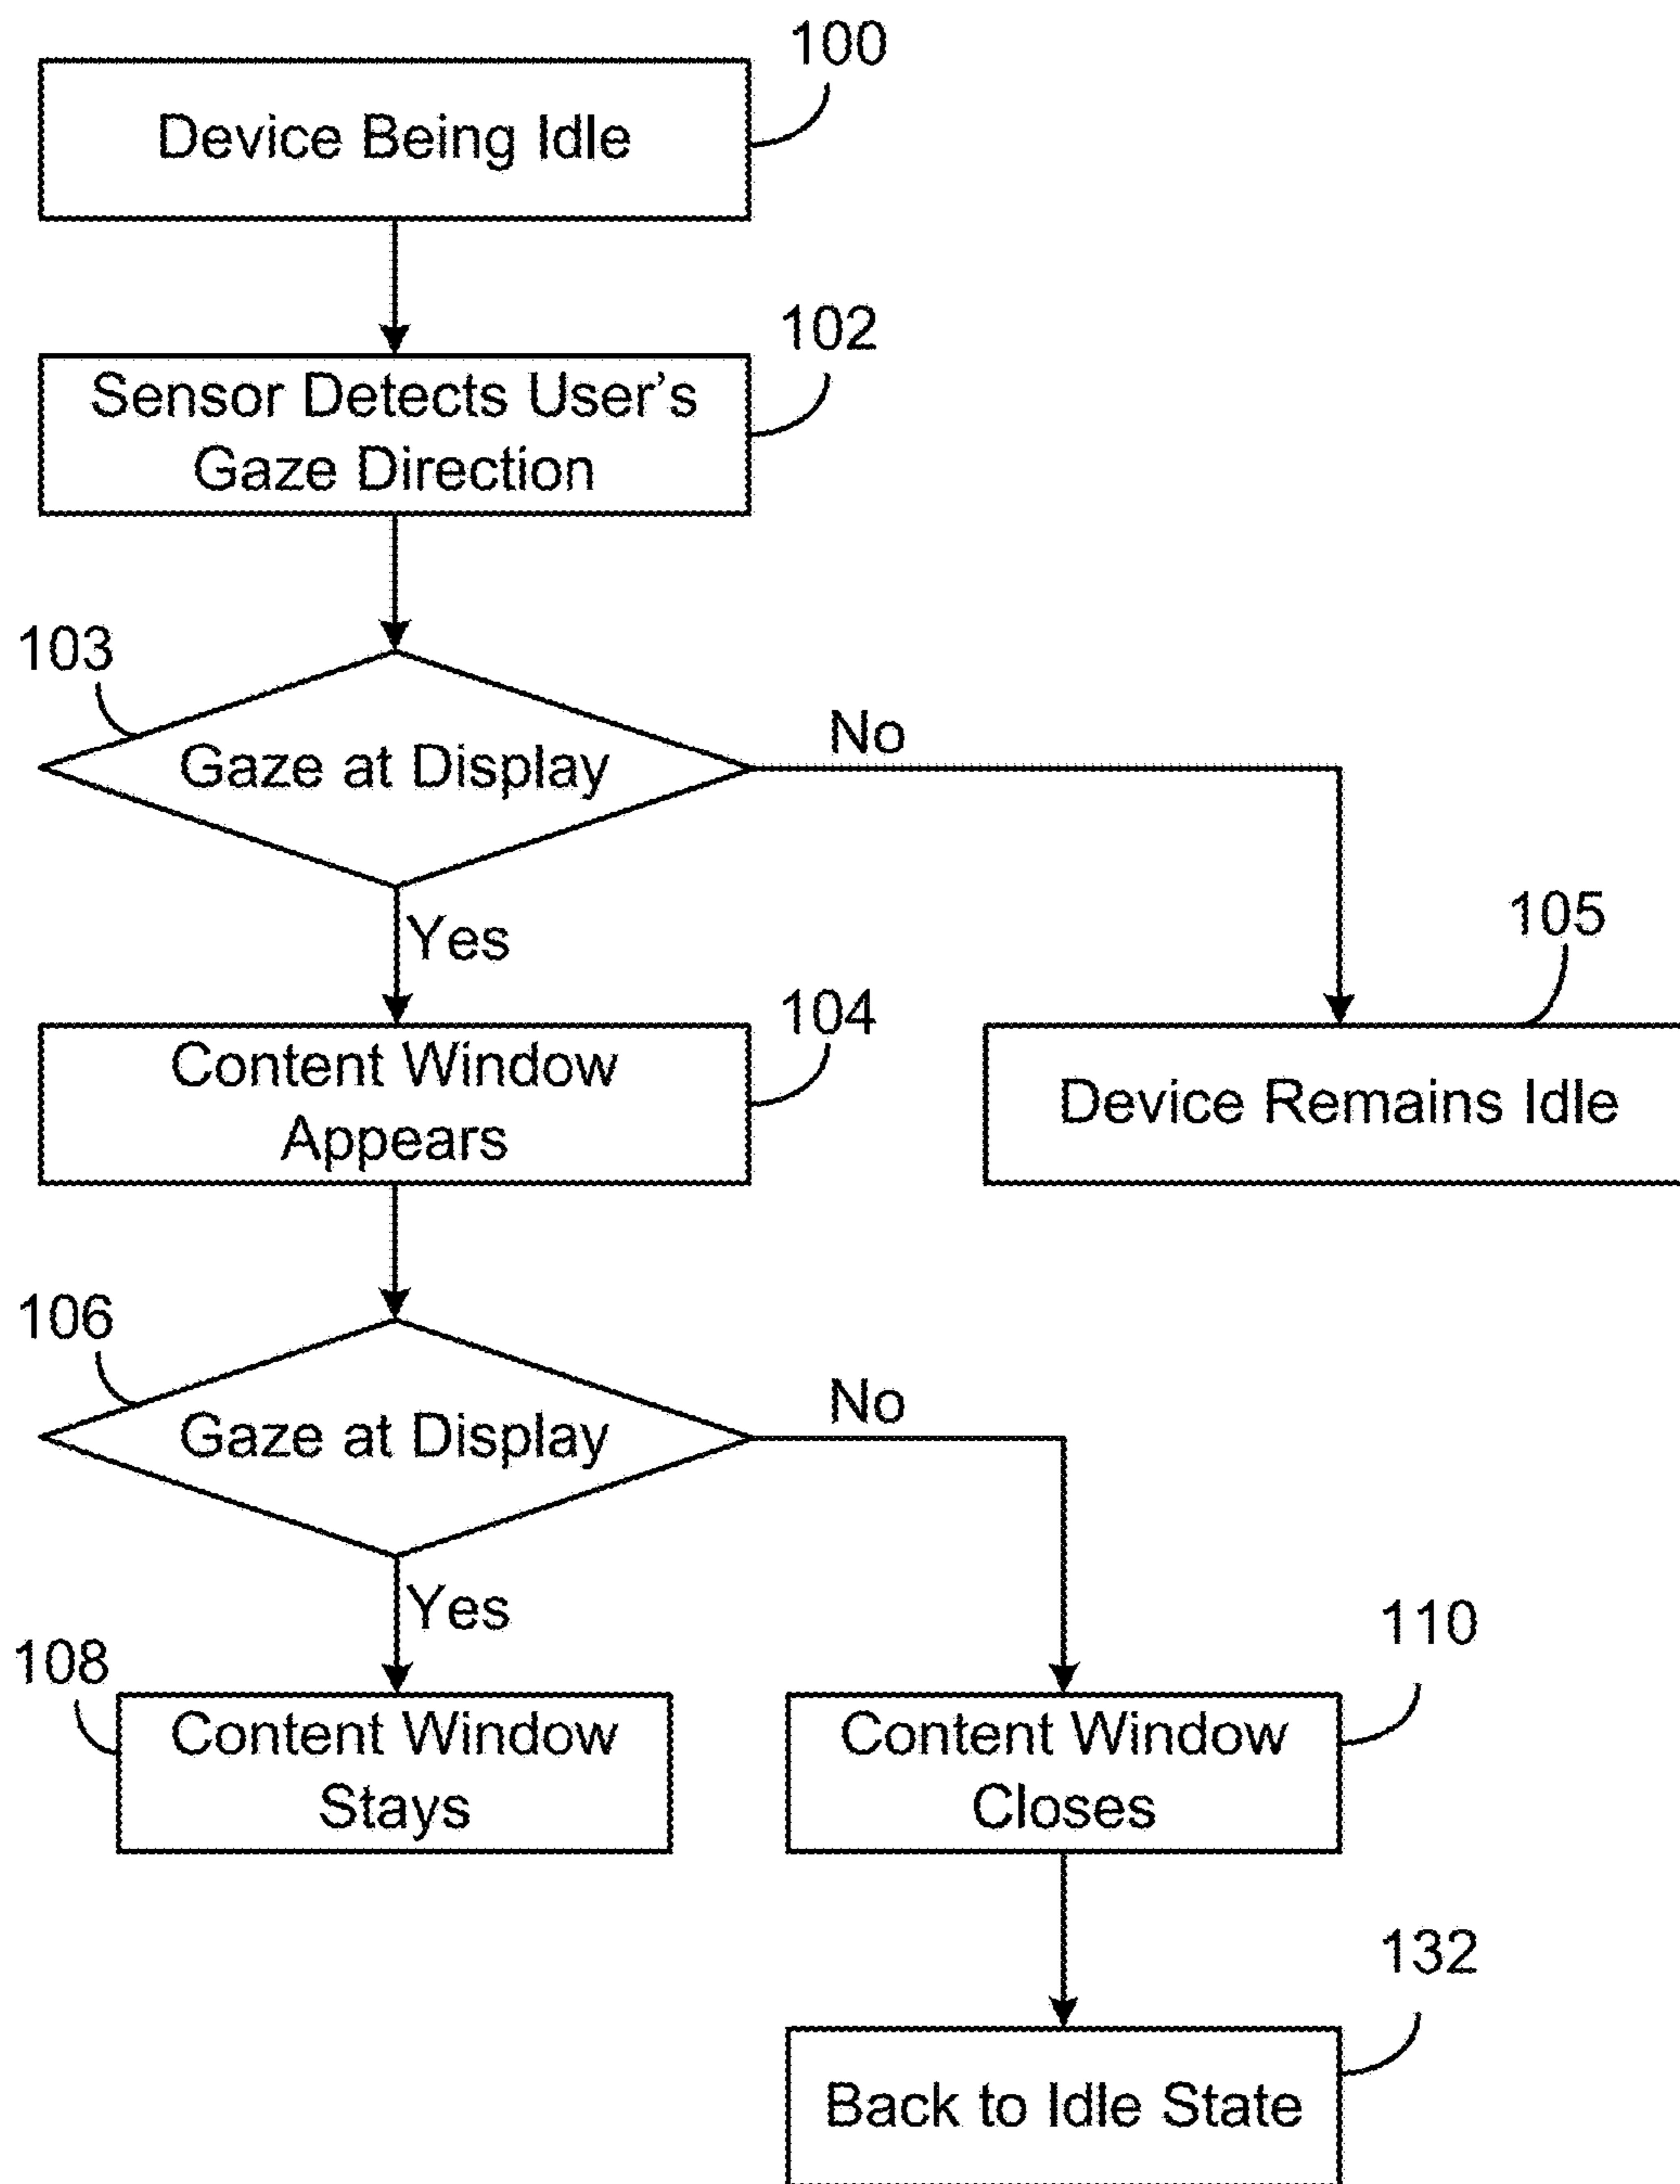 100
Device Being Idle
102
Sensor Detects User's
Gaze Direction
103
Gaze at Display
No
Yes
105
104
Content Window
Appears
Device Remains Idle
106
Gaze at Display
No
Yes
108
110
Content Window
Stays
Content Window
Closes
132
Back to Idle State